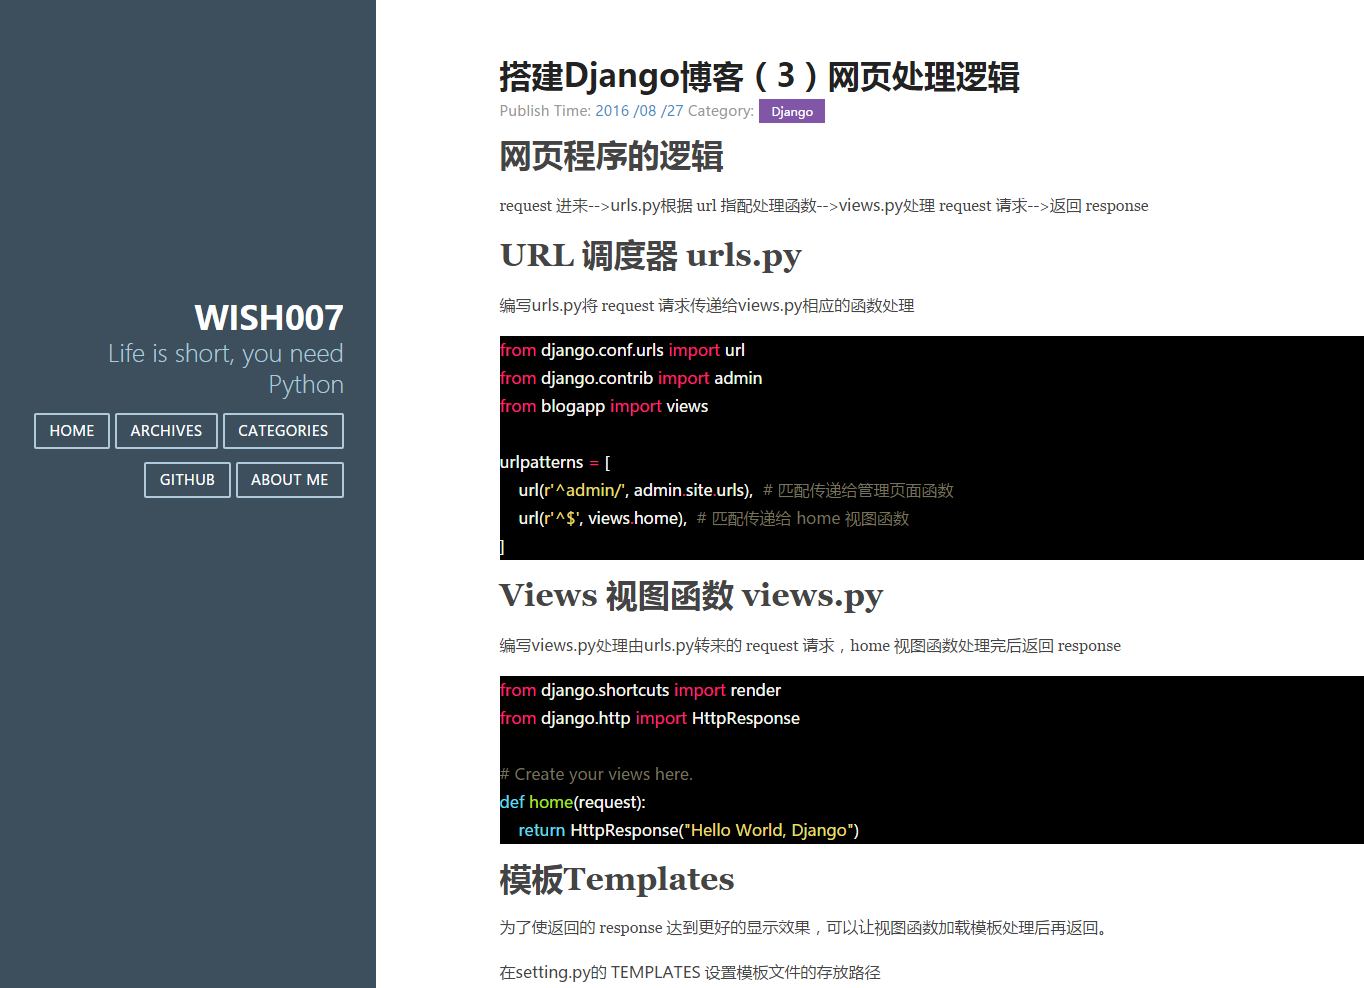 WISH007
Life is short, you need
Python
HOME ARCHIVES CATEGORIES
GITHUB ABOUT ME
搭建Django博客（3）网页处理逻辑
Publish Time: 2016 /08 /27 Category: Django
网页程序的逻辑
request 进来-->urls.py根据 url 指配处理函数-->views.py处理 request 请求-->返回 response
URL 调度器 urls.py
编写urls.py将 request 请求传递给views.py相应的函数处理
from django.conf.urls import url
from django.contrib import admin
from blogapp import views
urlpatterns = [
    url(r'^admin/', admin.site.urls),  # 匹配传递给管理页面函数
    url(r'^$', views.home),  # 匹配传递给 home 视图函数
]
Views 视图函数 views.py
编写views.py处理由urls.py转来的 request 请求，home 视图函数处理完后返回 response
from django.shortcuts import render
from django.http import HttpResponse
# Create your views here.
def home(request):
    return HttpResponse("Hello World, Django")
模板Templates
为了使返回的 response 达到更好的显示效果，可以让视图函数加载模板处理后再返回。
在setting.py的 TEMPLATES 设置模板文件的存放路径